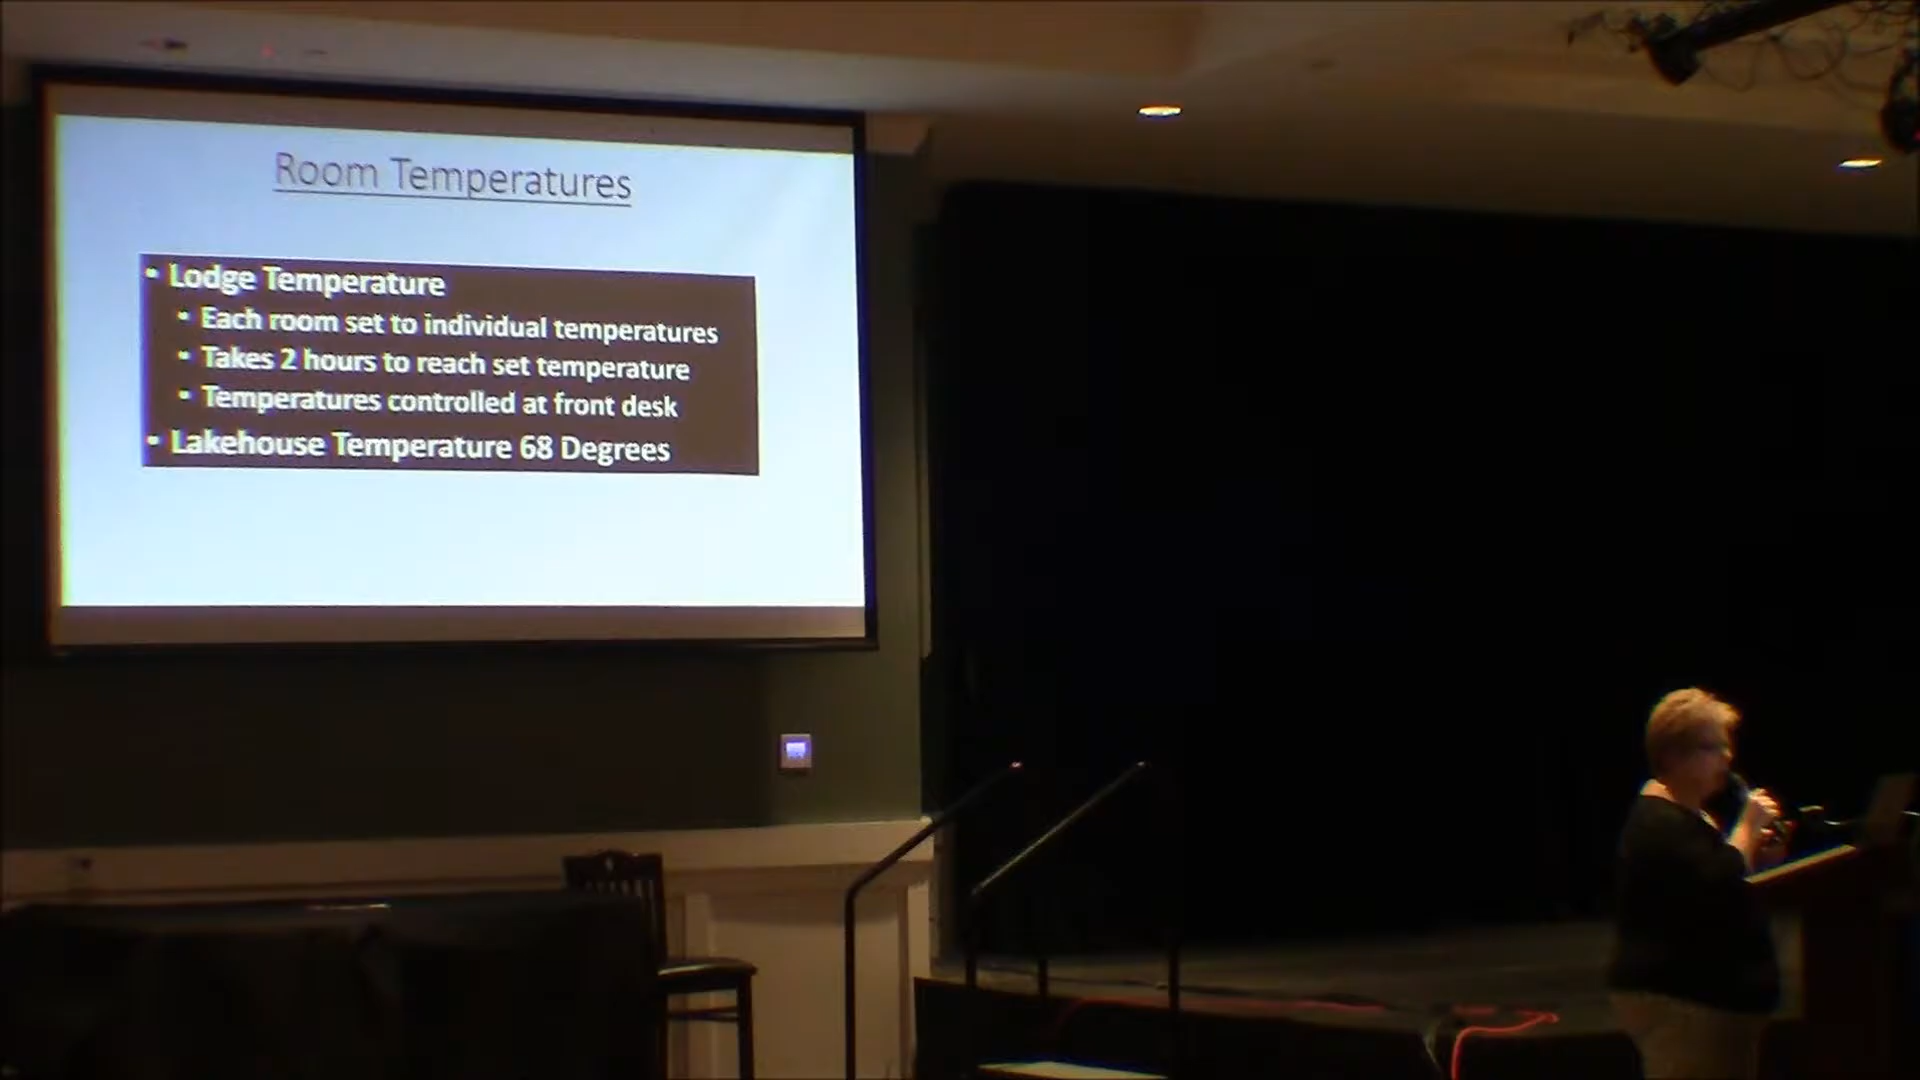 Room Temperatures
• Lodge Temperature
• Each room set to individual temperatures
• Takes 2 hours to reach set temperature
• Temperatures controlled at front desk
• Lakehouse Temperature 68 Degrees